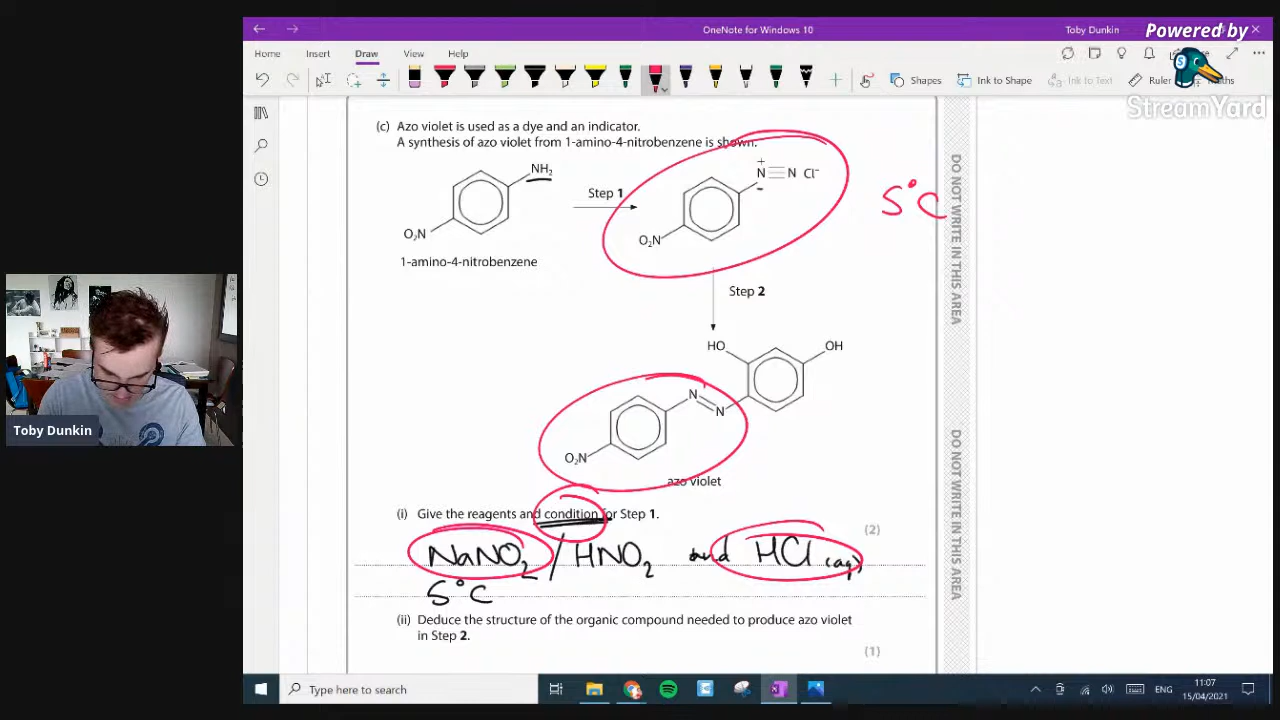 OneNote for Windows 10
Toby Dunkin
Powered by
StreamYard
Home Insert Draw View Help
Shapes Ink to Shape Ink to Text Ruler Maths
(c) Azo violet is used as a dye and an indicator.
A synthesis of azo violet from 1-amino-4-nitrobenzene is shown.
NH₂
Step 1
O₂N
1-amino-4-nitrobenzene
+
N≡N Cl⁻
O₂N
5°C
Step 2
HO
OH
N
N
O₂N
azo violet
(i) Give the reagents and condition for Step 1.
(2)
NaNO₂ / HNO₂ and HCl (aq)
5°C
(ii) Deduce the structure of the organic compound needed to produce azo violet
in Step 2.
(1)
DO NOT WRITE IN THIS AREA
DO NOT WRITE IN THIS AREA
Toby Dunkin
Type here to search
ENG
11:07
15/04/2021